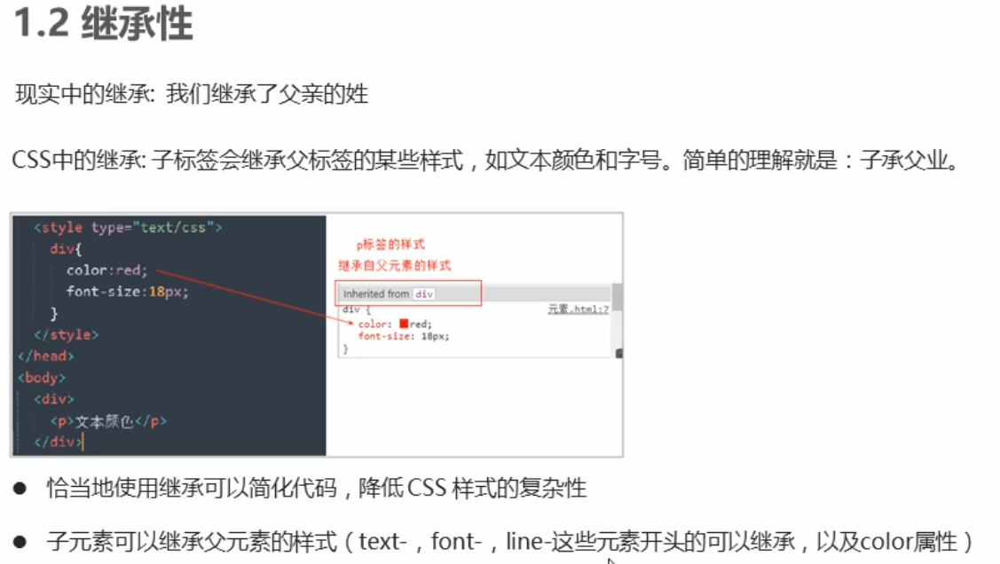 1.2 继承性
现实中的继承: 我们继承了父亲的姓
CSS中的继承: 子标签会继承父标签的某些样式，如文本颜色和字号。简单的理解就是：子承父业。
<style type="text/css">
div{
color:red;
font-size:18px;
}
</style>
</head>
<body>
<div>
<p>文本颜色</p>
</div>
p标签的样式
继承自父元素的样式
Inherited from div
div {
元素.html:7
color: red;
font-size: 18px;
}
● 恰当地使用继承可以简化代码，降低 CSS 样式的复杂性
● 子元素可以继承父元素的样式（text-，font-，line-这些元素开头的可以继承，以及color属性）